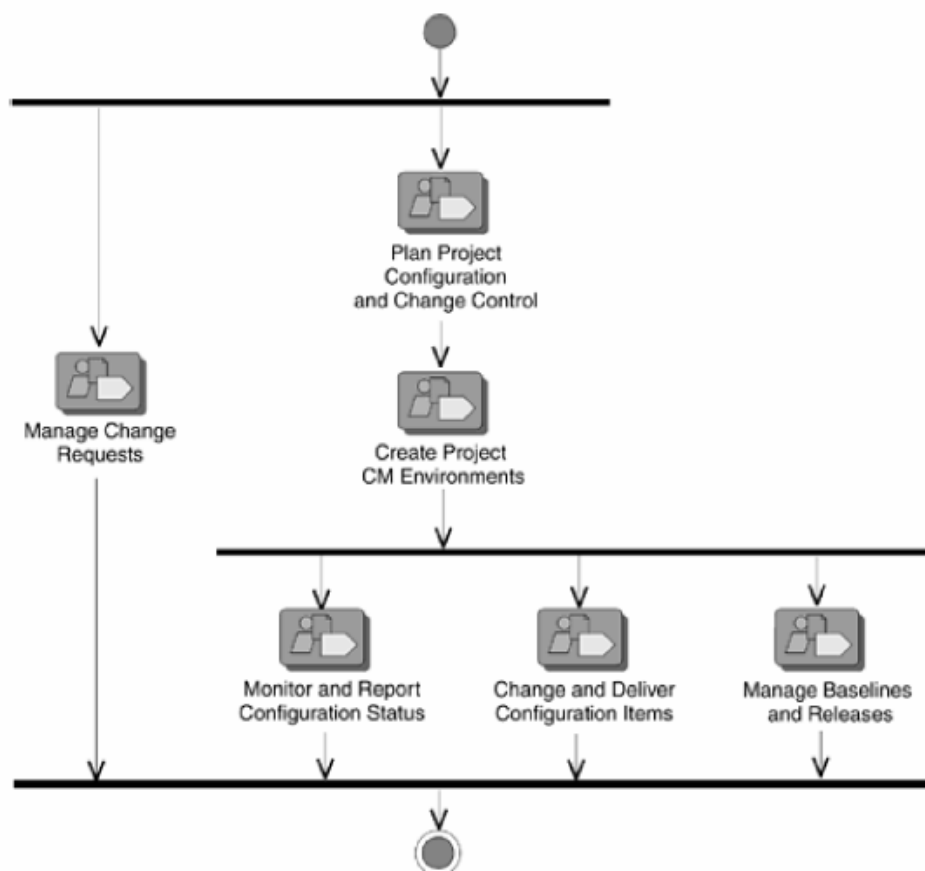 Plan Project
Configuration
and Change Control
Manage Change
Requests
Create Project
CM Environments
Monitor and Report
Configuration Status
Change and Deliver
Configuration Items
Manage Baselines
and Releases